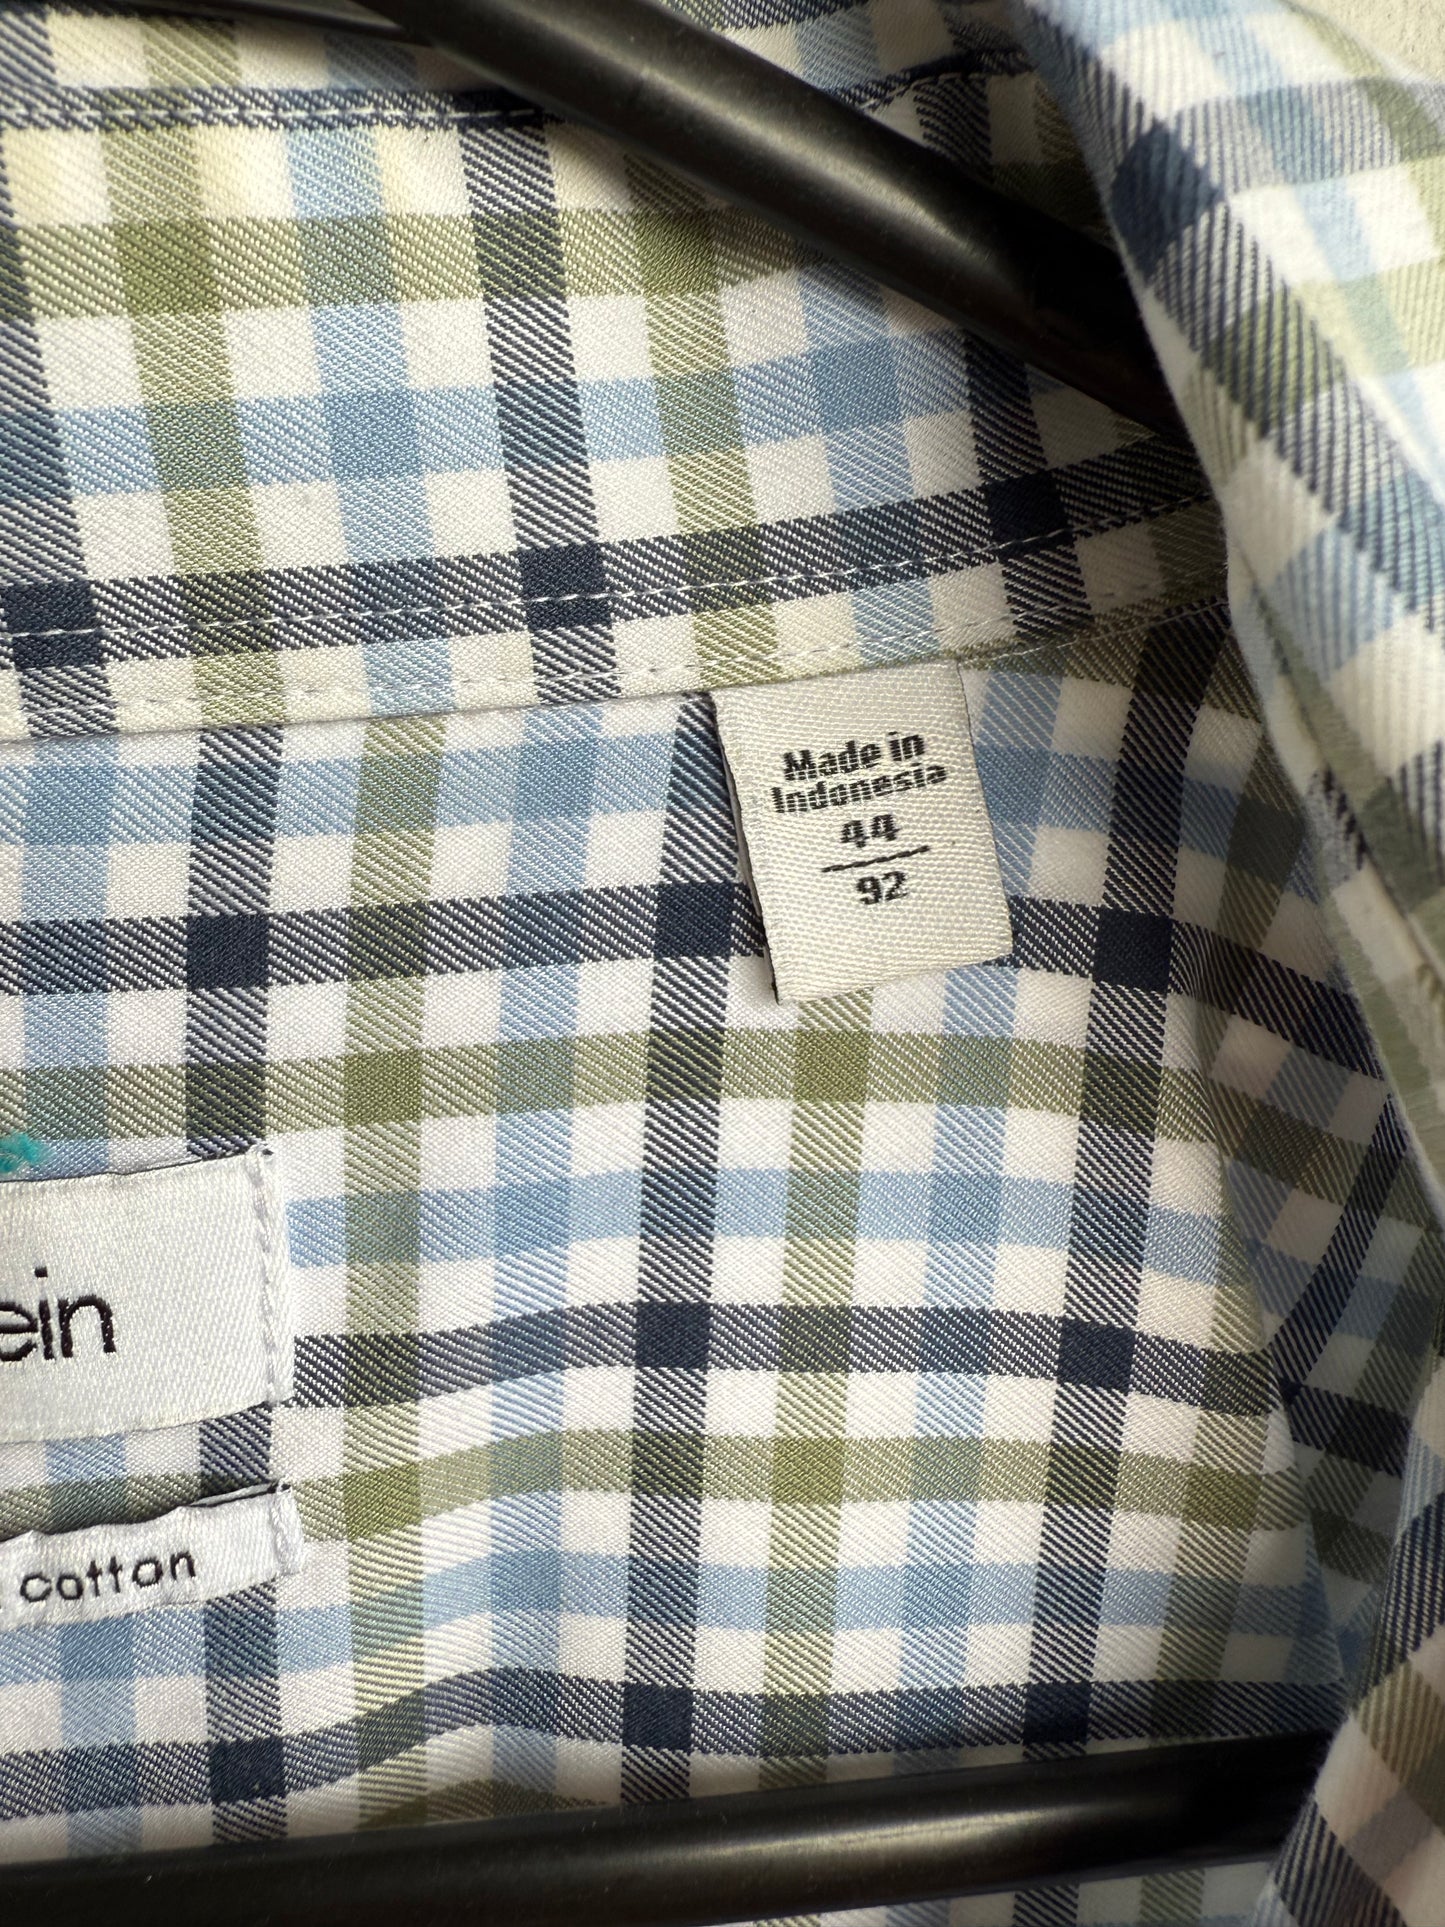 Made in
Indonesia
44
92
ein
cotton